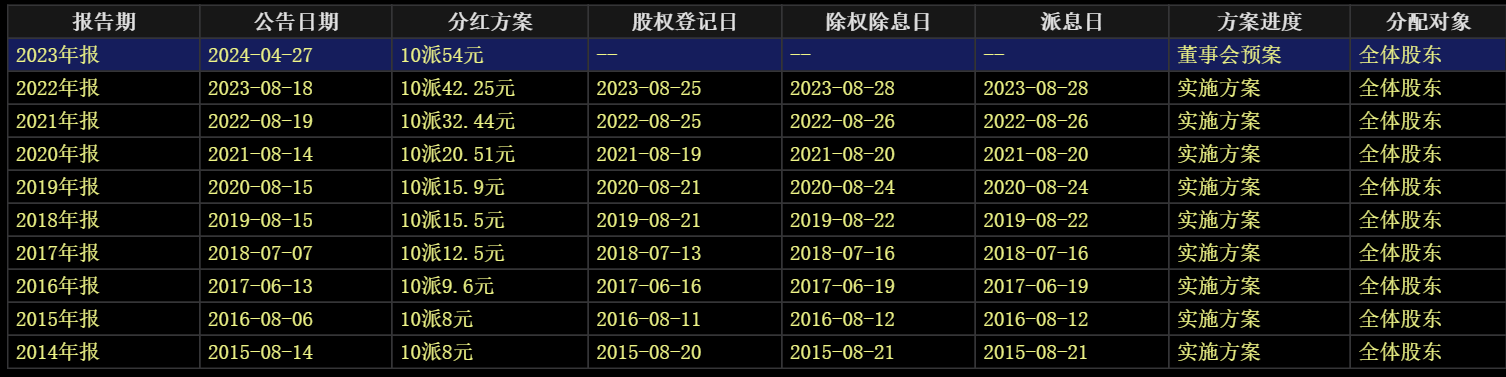 报告期 公告日期 分红方案 股权登记日 除权除息日 派息日 方案进度 分配对象
2023年报 2024-04-27 10派54元 -- -- -- 董事会预案 全体股东
2022年报 2023-08-18 10派42.25元 2023-08-25 2023-08-28 2023-08-28 实施方案 全体股东
2021年报 2022-08-19 10派32.44元 2022-08-25 2022-08-26 2022-08-26 实施方案 全体股东
2020年报 2021-08-14 10派20.51元 2021-08-19 2021-08-20 2021-08-20 实施方案 全体股东
2019年报 2020-08-15 10派15.9元 2020-08-21 2020-08-24 2020-08-24 实施方案 全体股东
2018年报 2019-08-15 10派15.5元 2019-08-21 2019-08-22 2019-08-22 实施方案 全体股东
2017年报 2018-07-07 10派12.5元 2018-07-13 2018-07-16 2018-07-16 实施方案 全体股东
2016年报 2017-06-13 10派9.6元 2017-06-16 2017-06-19 2017-06-19 实施方案 全体股东
2015年报 2016-08-06 10派8元 2016-08-11 2016-08-12 2016-08-12 实施方案 全体股东
2014年报 2015-08-14 10派8元 2015-08-20 2015-08-21 2015-08-21 实施方案 全体股东